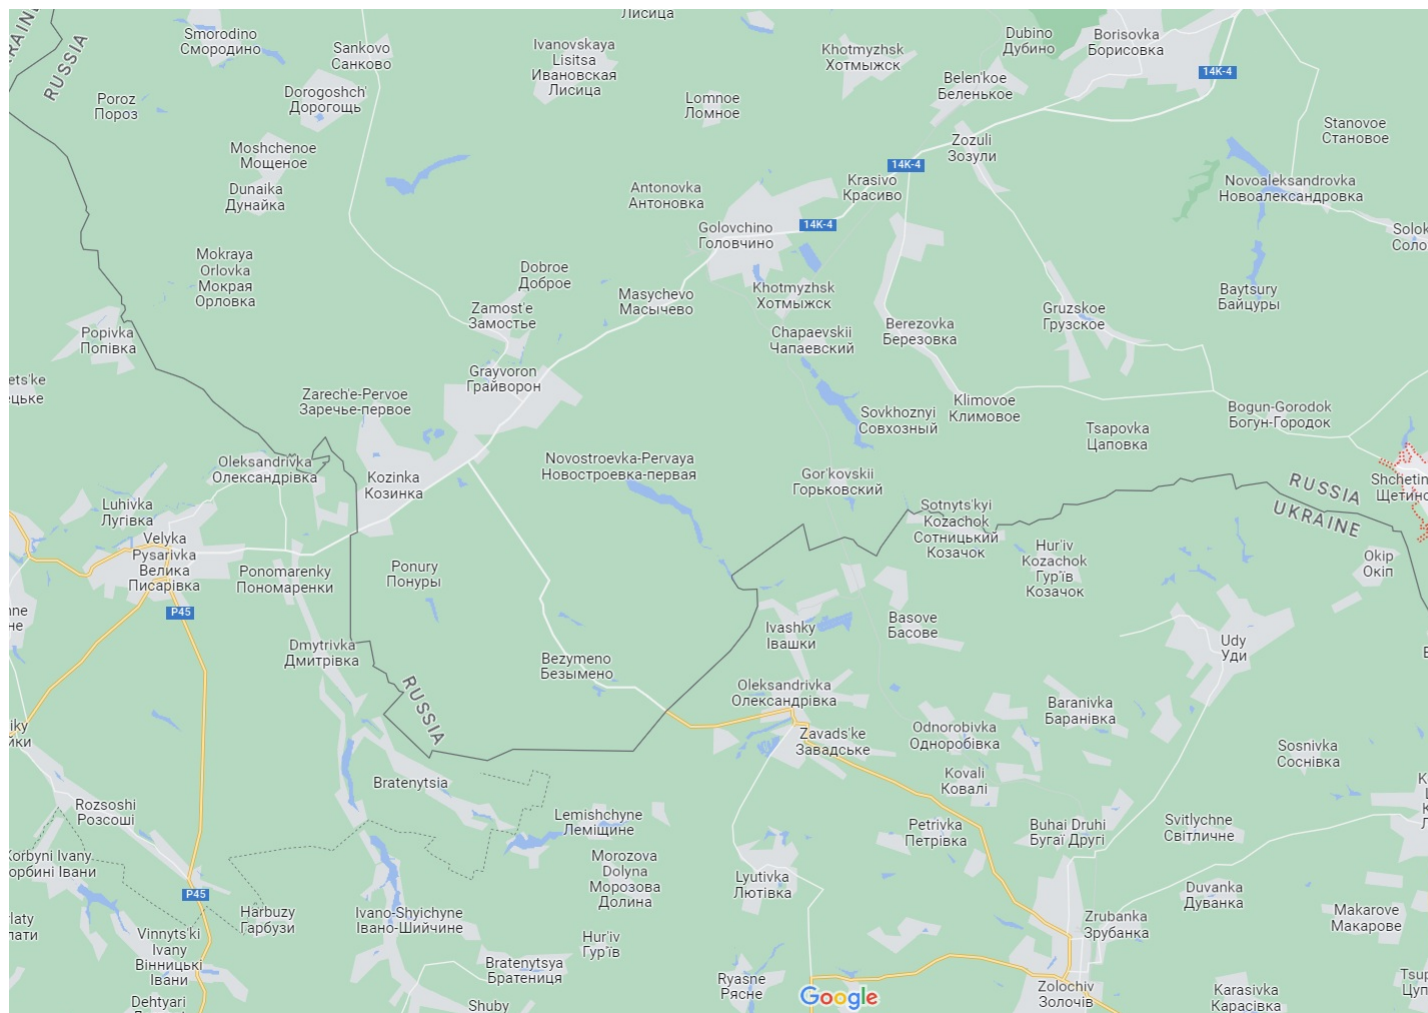 Лисица
RUSSIA
Smorodino
Смородино
Sankovo
Санково
Ivanovskaya
Lisitsa
Ивановская
Лисица
Khotmyzhsk
Хотмыжск
Dubino
Дубино
Borisovka
Борисовка
14K-4
Belen'koe
Беленькое
Poroz
Пороз
Dorogoshch'
Дорогощь
Lomnoe
Ломное
Stanovoe
Становое
Moshchenoe
Мощеное
Zozuli
Зозули
14K-4
Dunaika
Дунайка
Antonovka
Антоновка
Krasivo
Красиво
Novoaleksandrovka
Новоалександровка
Golovchino
Головчино
14K-4
Mokraya
Orlovka
Мокрая
Орловка
Dobroe
Доброе
Masychevo
Масычево
Khotmyzhsk
Хотмыжск
Baytsury
Байцуры
Zamost'e
Замостье
Gruzskoe
Грузское
Popivka
Попівка
Chapaevskii
Чапаевский
Berezovka
Березовка
Grayvoron
Грайворон
Zarech'e-Pervoe
Заречье-первое
Klimovoe
Климовое
Sovkhoznyi
Совхозный
Bogun-Gorodok
Богун-Городок
Tsapovka
Цаповка
Oleksandrivka
Олександрівка
Kozinka
Козинка
Novostroevka-Pervaya
Новостроевка-первая
Gor'kovskii
Горьковский
RUSSIA
UKRAINE
Luhivka
Лугівка
Sotnyts'kyi
Kozachok
Сотницький
Козачок
Velyka
Pysarivka
Велика
Писарівка
Ponomarenky
Пономаренки
Ponury
Понуры
Hur'iv
Kozachok
Гур'їв
Козачок
Okip
Окіп
P45
Ivashky
Івашки
Basove
Басове
Udy
Уди
Dmytrivka
Дмитрівка
Bezymeno
Безымено
RUSSIA
Oleksandrivka
Олександрівка
Baranivka
Баранівка
Zavads'ke
Завадське
Odnorobivka
Одноробівка
Sosnivka
Соснівка
Kovali
Ковалі
Bratenytsia
Rozsoshi
Розсоші
Lemishchyne
Леміщине
Petrivka
Петрівка
Buhai Druhi
Бугаї Другі
Svitlychne
Світличне
Korbyni Ivany
Morozova
Dolyna
Морозова
Долина
Lyutivka
Лютівка
Duvanka
Дуванка
P45
Harbuzy
Гарбузи
Ivano-Shyichyne
Івано-Шийчине
Zrubanka
Зрубанка
Makarove
Макарове
Vinnyts'ki
Ivany
Вінницькі
Івани
Hur'iv
Гур'їв
Bratenytsya
Братениця
Ryasne
Рясне
Google
Zolochiv
Золочів
Karasivka
Карасівка
Dehtyari
Shuby